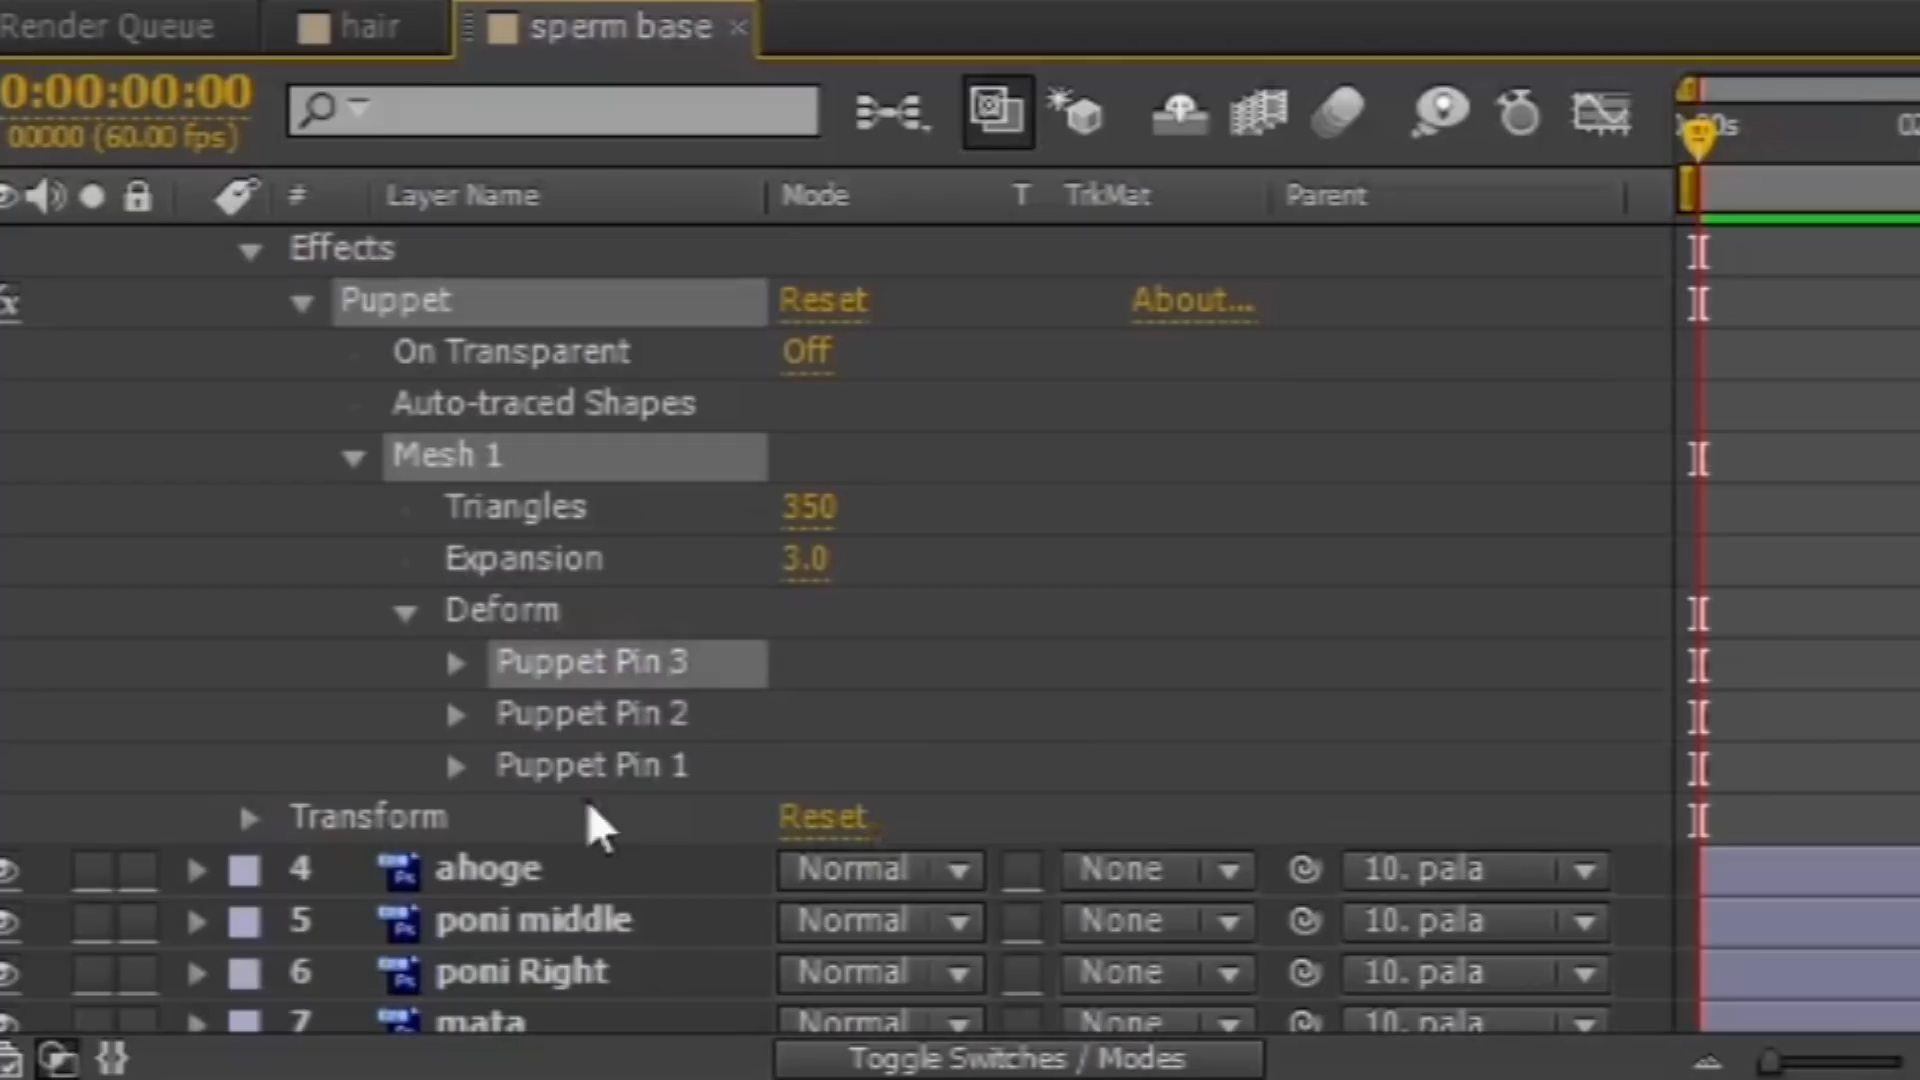 Render Queue hair sperm base ×
0:00:00:00
00000 (60.00 fps)
# Layer Name Mode T TrkMat Parent
Effects
Puppet Reset About...
On Transparent Off
Auto-traced Shapes
Mesh 1
Triangles 350
Expansion 3.0
Deform
Puppet Pin 3
Puppet Pin 2
Puppet Pin 1
Transform Reset
4 Ps ahoge Normal None 10. pala
5 Ps poni middle Normal None 10. pala
6 Ps poni Right Normal None 10. pala
7 mata Normal None 10. pala
Toggle Switches / Modes